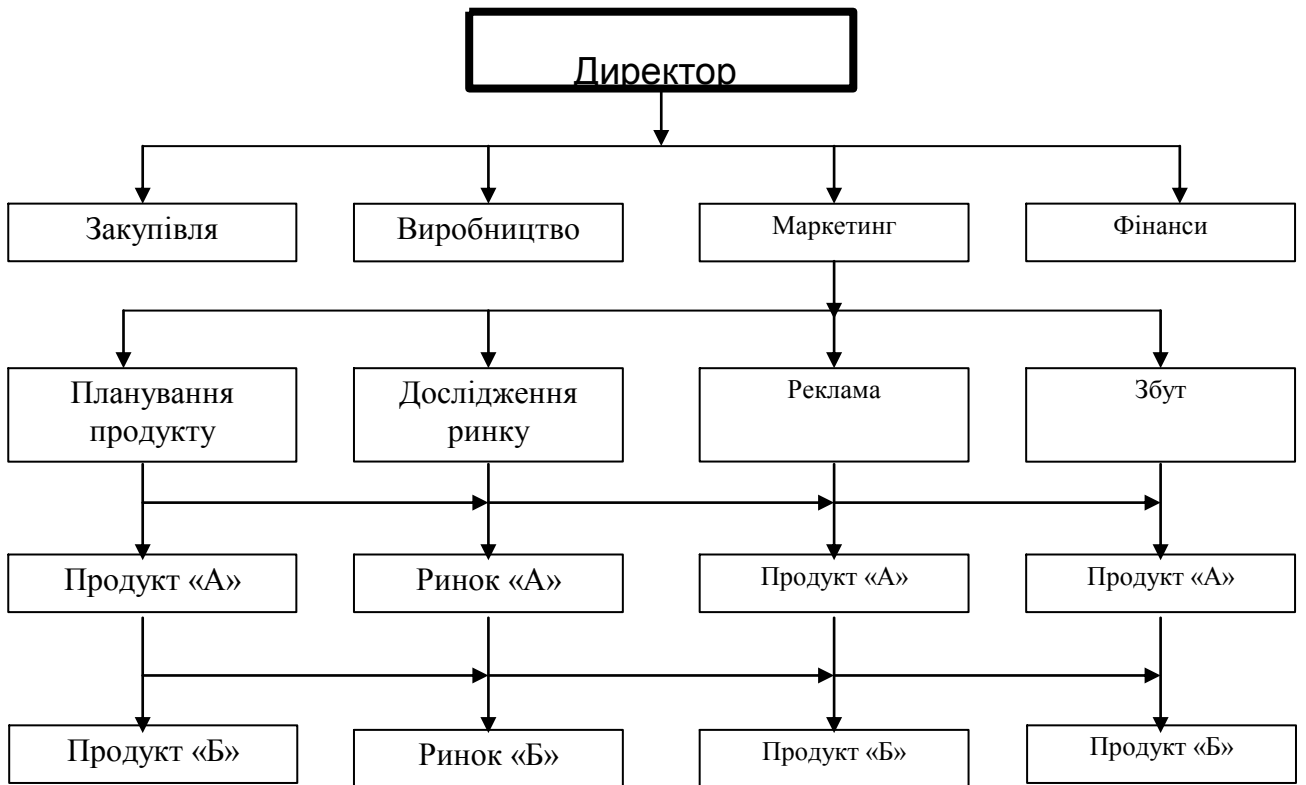 Директор
Закупівля
Виробництво
Маркетинг
Фінанси
Планування
продукту
Дослідження
ринку
Реклама
Збут
Продукт «А»
Ринок «А»
Продукт «А»
Продукт «А»
Продукт «Б»
Ринок «Б»
Продукт «Б»
Продукт «Б»